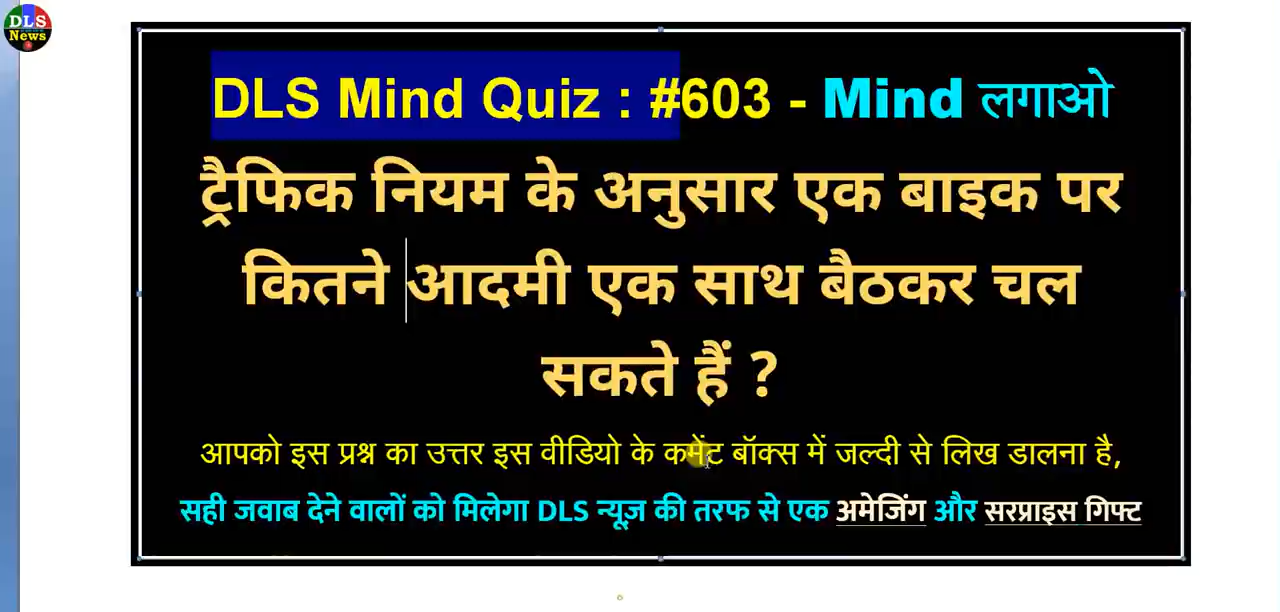 DLS
News
DLS Mind Quiz : #603 - Mind लगाओ
ट्रैफिक नियम के अनुसार एक बाइक पर
कितने आदमी एक साथ बैठकर चल
सकते हैं ?
आपको इस प्रश्न का उत्तर इस वीडियो के कमेंट बॉक्स में जल्दी से लिख डालना है,
सही जवाब देने वालों को मिलेगा DLS न्यूज़ की तरफ से एक अमेजिंग और सरप्राइस गिफ्ट